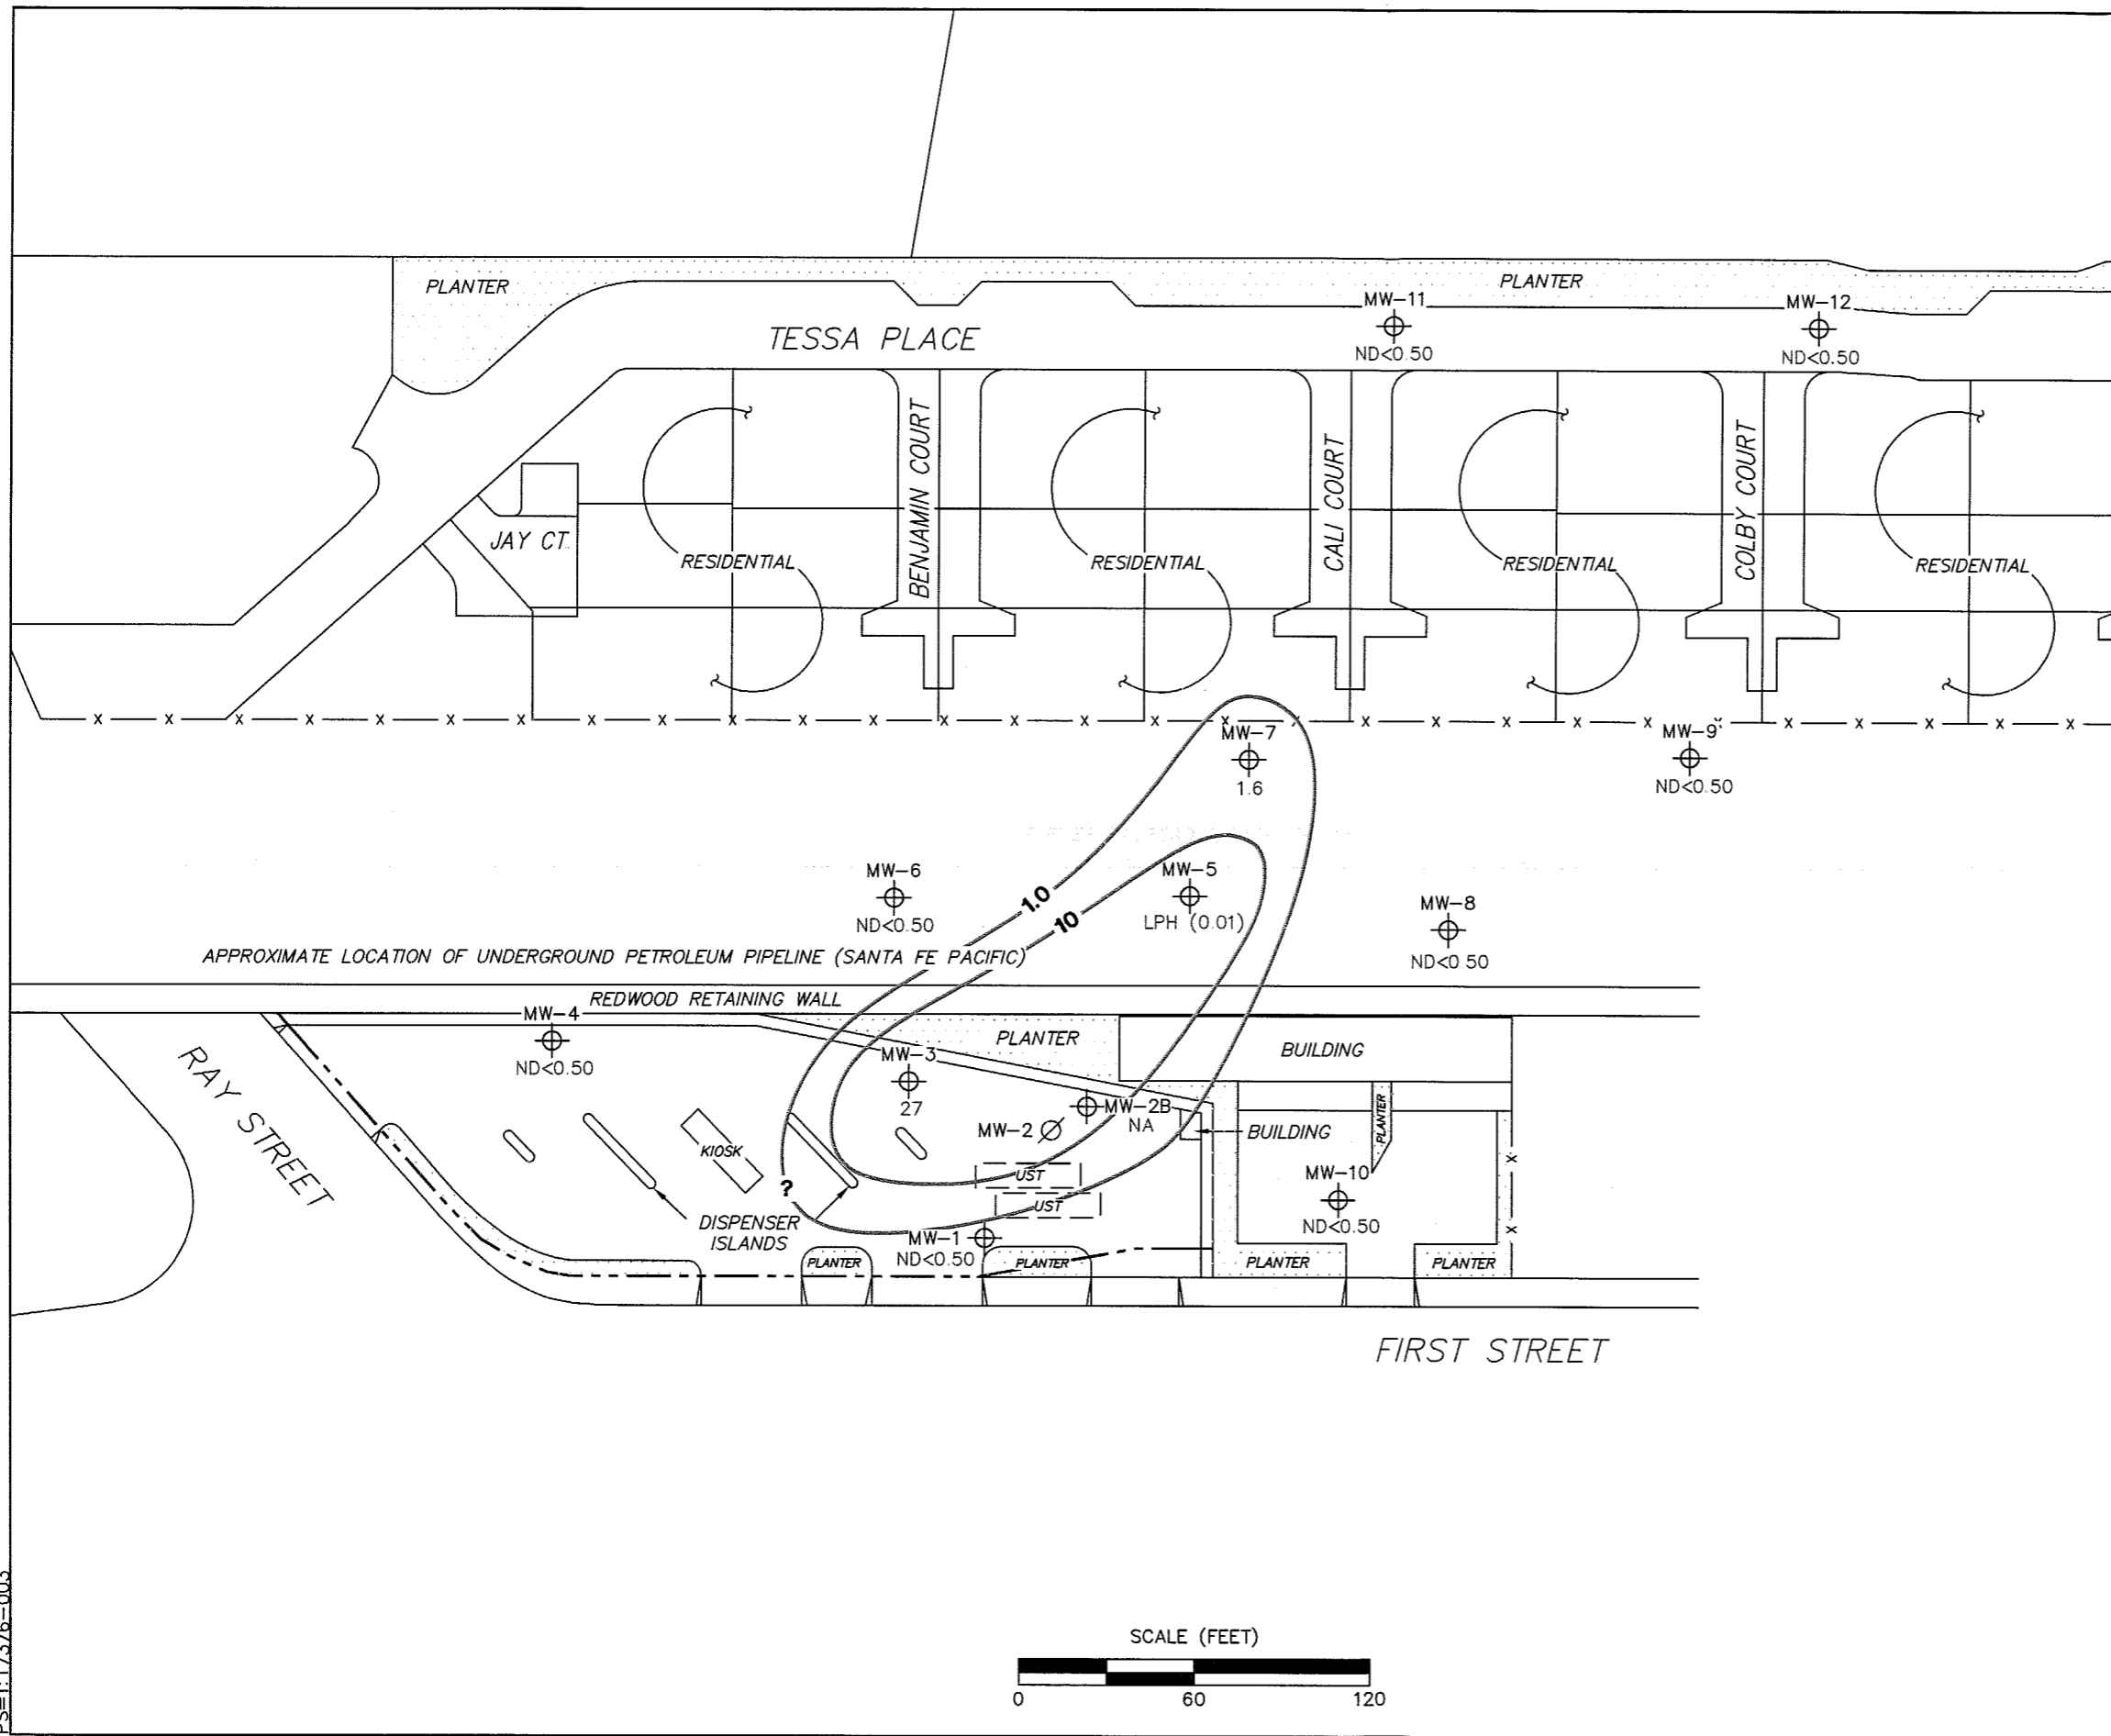 PLANTER
PLANTER
MW-11
ND<0.50
MW-12
ND<0.50
TESSA PLACE
JAY CT.
RESIDENTIAL
BENJAMIN COURT
RESIDENTIAL
CALI COURT
RESIDENTIAL
COLBY COURT
RESIDENTIAL
MW-7
1.6
MW-9
ND<0.50
MW-6
ND<0.50
1.0
10
MW-5
LPH (0.01)
MW-8
ND<0.50
APPROXIMATE LOCATION OF UNDERGROUND PETROLEUM PIPELINE (SANTA FE PACIFIC)
REDWOOD RETAINING WALL
MW-4
ND<0.50
RAY STREET
MW-3
27
PLANTER
BUILDING
MW-2B
NA
MW-2
BUILDING
PLANTER
KIOSK
?
UST
UST
MW-10
ND<0.50
DISPENSER
ISLANDS
MW-1
ND<0.50
PLANTER
PLANTER
PLANTER
PLANTER
FIRST STREET
SCALE (FEET)
0
60
120